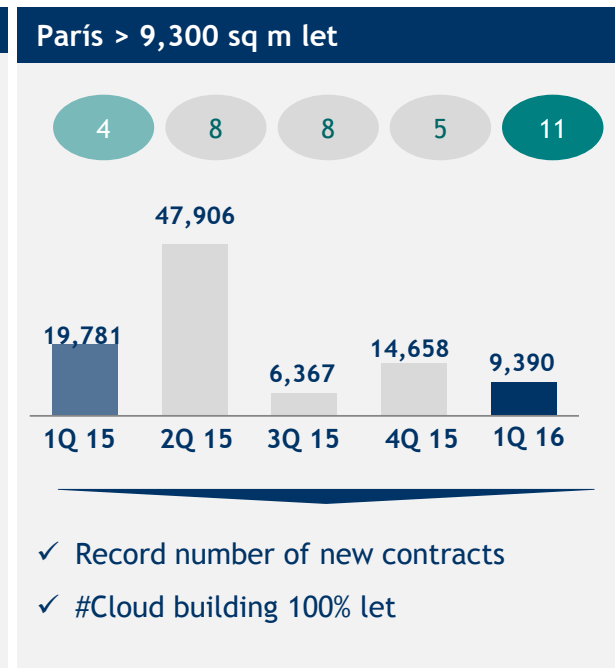 París > 9,300 sq m let
4 8 8 5 11
47,906
19,781
14,658
9,390
6,367
1Q 15 2Q 15 3Q 15 4Q 15 1Q 16
✓ Record number of new contracts
✓ #Cloud building 100% let